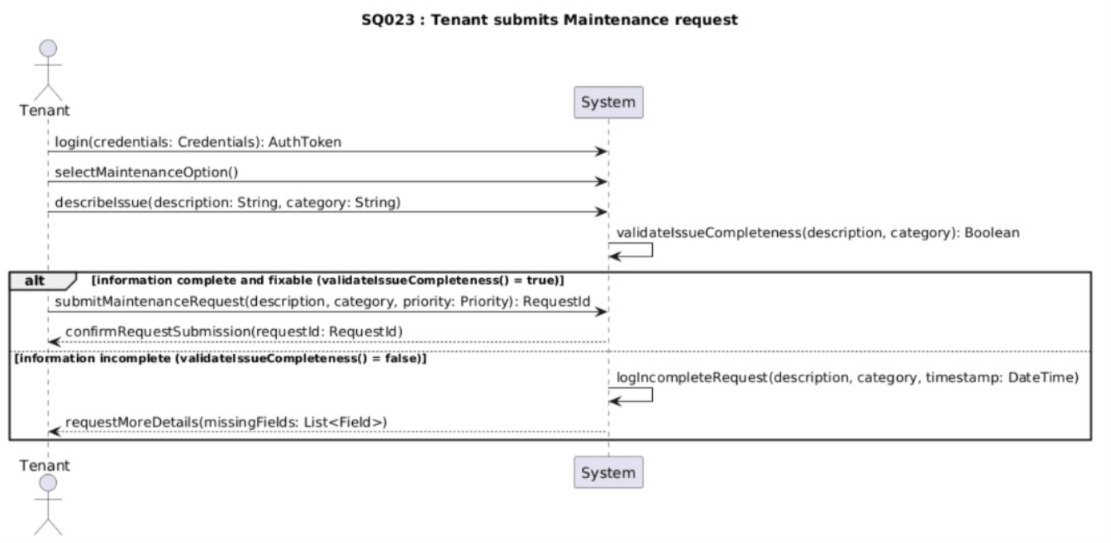 SQ023 : Tenant submits Maintenance request
Tenant
System
login(credentials: Credentials): AuthToken
selectMaintenanceOption()
describeIssue(description: String, category: String)
validateIssueCompleteness(description, category): Boolean
alt [information complete and fixable (validateIssueCompleteness() = true)]
submitMaintenanceRequest(description, category, priority: Priority): RequestId
confirmRequestSubmission(requestId: RequestId)
[information incomplete (validateIssueCompleteness() = false)]
logIncompleteRequest(description, category, timestamp: DateTime)
requestMoreDetails(missingFields: List<Field>)
Tenant
System